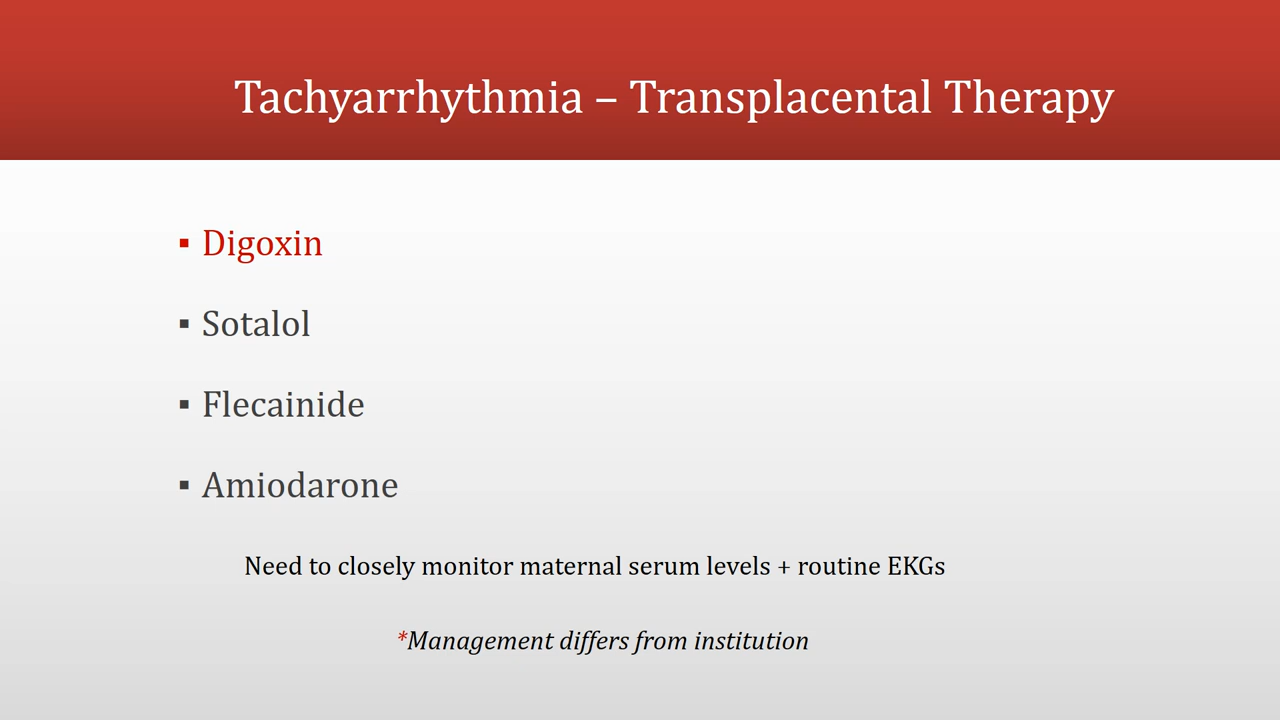 Tachyarrhythmia – Transplacental Therapy
▪ Digoxin
▪ Sotalol
▪ Flecainide
▪ Amiodarone
Need to closely monitor maternal serum levels + routine EKGs
*Management differs from institution